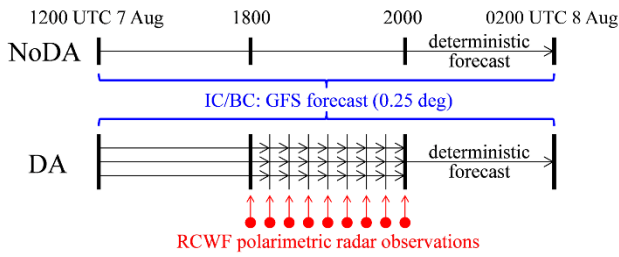 1200 UTC 7 Aug 1800 2000 0200 UTC 8 Aug
NoDA deterministic
forecast
IC/BC: GFS forecast (0.25 deg)
DA deterministic
forecast
RCWF polarimetric radar observations